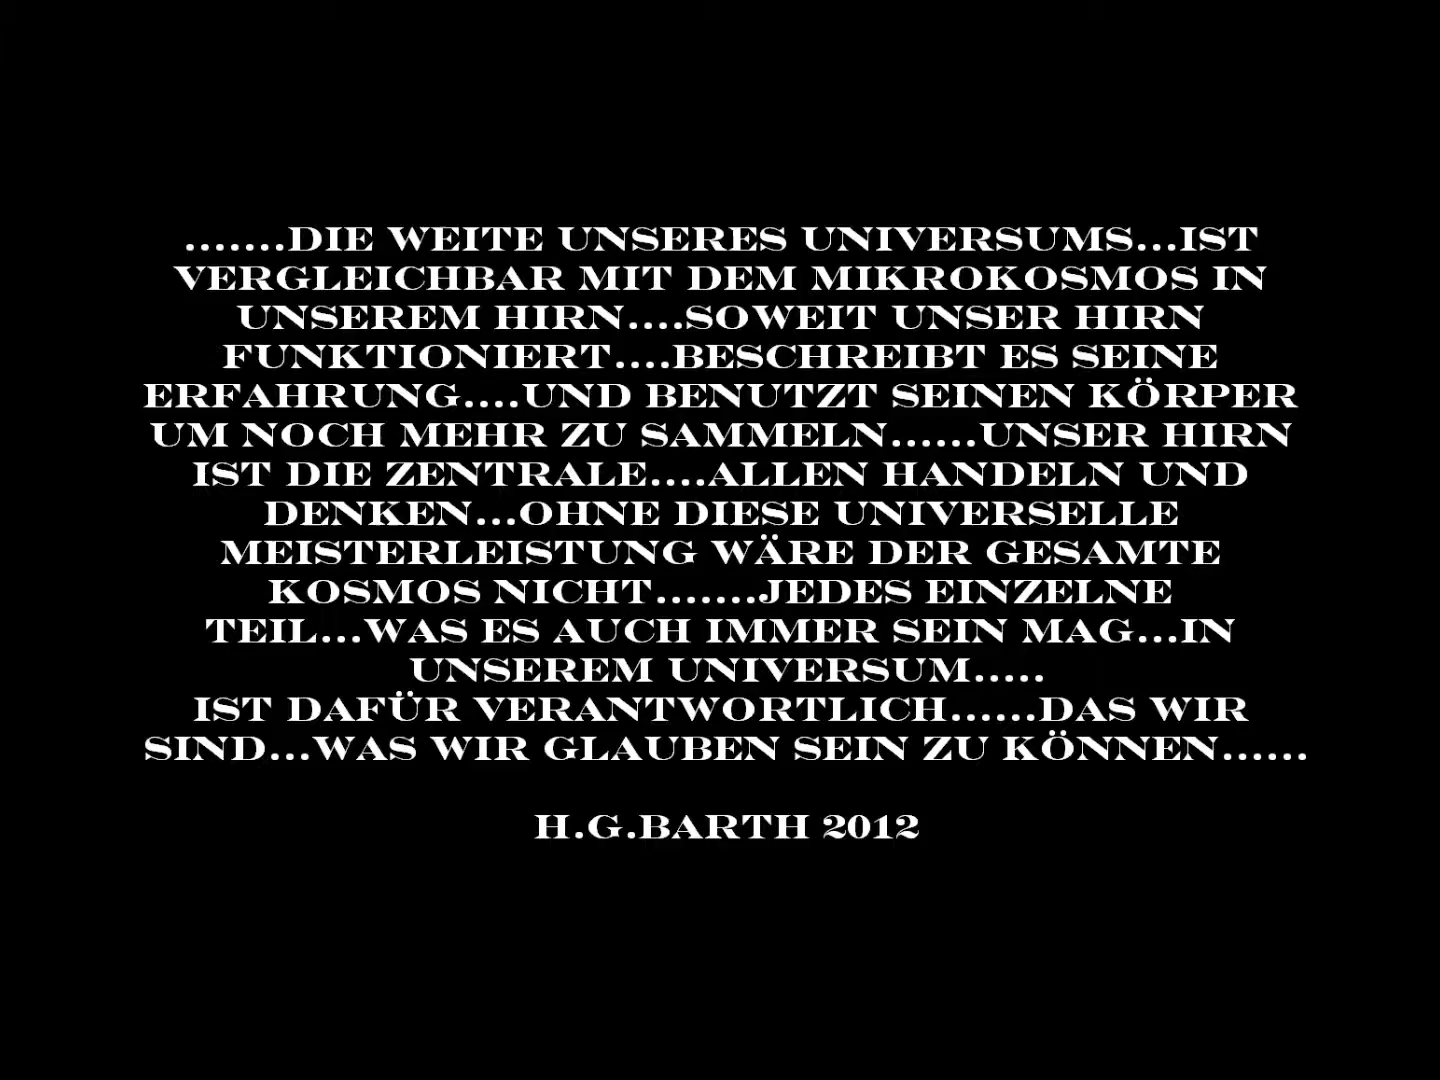 .......DIE WEITE UNSERES UNIVERSUMS...IST
VERGLEICHBAR MIT DEM MIKROKOSMOS IN
UNSEREM HIRN....SOWEIT UNSER HIRN
FUNKTIONIERT....BESCHREIBT ES SEINE
ERFAHRUNG....UND BENUTZT SEINEN KÖRPER
UM NOCH MEHR ZU SAMMELN......UNSER HIRN
IST DIE ZENTRALE....ALLEN HANDELN UND
DENKEN...OHNE DIESE UNIVERSELLE
MEISTERLEISTUNG WÄRE DER GESAMTE
KOSMOS NICHT.......JEDES EINZELNE
TEIL...WAS ES AUCH IMMER SEIN MAG...IN
UNSEREM UNIVERSUM.....
IST DAFÜR VERANTWORTLICH......DAS WIR
SIND...WAS WIR GLAUBEN SEIN ZU KÖNNEN......
H.G.BARTH 2012